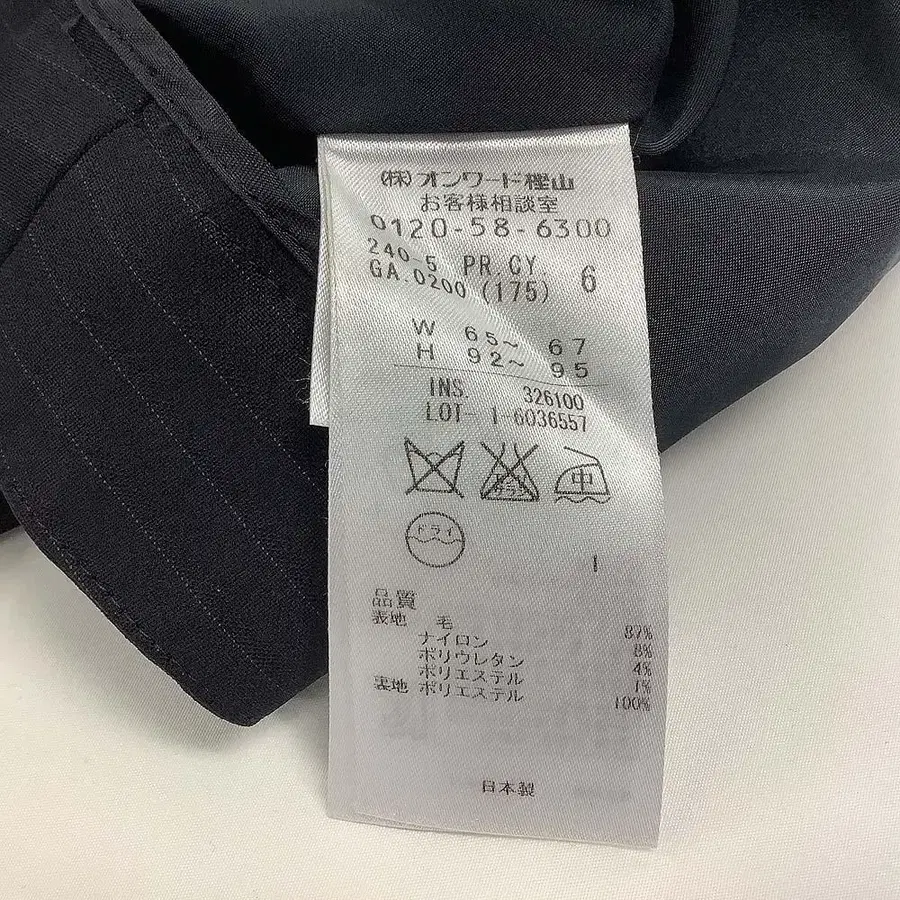 (株)オンワード樫山
お客様相談室
0120-58-6300
240-5 PR.CY. 6
GA.0200 (175)
W 65~ 67
H 92~ 95
INS. 326100
LOT- 1-6036557
中
ドライ
1
品質
表地 毛 87%
ナイロン 8%
ポリウレタン 4%
ポリエステル 1%
裏地 ポリエステル 100%
日本製